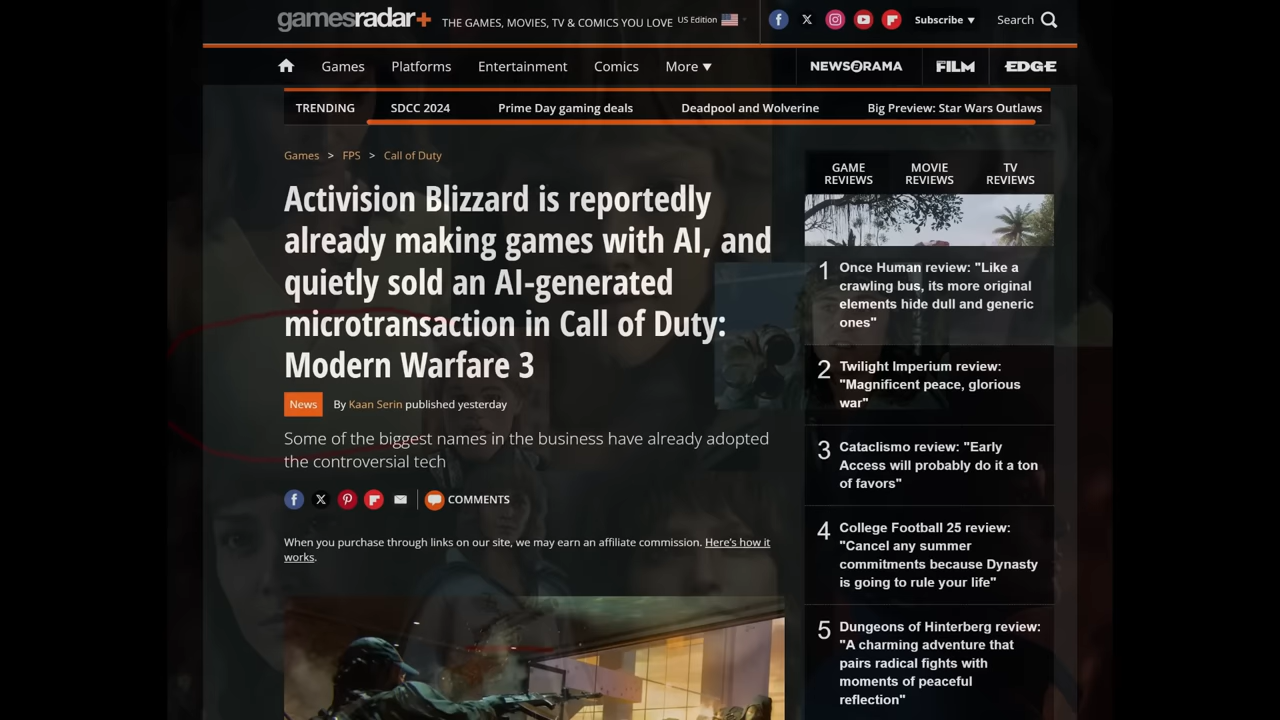 gamesradar+ THE GAMES, MOVIES, TV & COMICS YOU LOVE US Edition Subscribe ▼ Search
Games Platforms Entertainment Comics More ▼ NEWSARAMA FILM EDGE
TRENDING SDCC 2024 Prime Day gaming deals Deadpool and Wolverine Big Preview: Star Wars Outlaws
Games > FPS > Call of Duty
Activision Blizzard is reportedly
already making games with AI, and
quietly sold an AI-generated
microtransaction in Call of Duty:
Modern Warfare 3
News By Kaan Serin published yesterday
Some of the biggest names in the business have already adopted
the controversial tech
COMMENTS
When you purchase through links on our site, we may earn an affiliate commission. Here's how it
works.
GAME
REVIEWS
MOVIE
REVIEWS
TV
REVIEWS
1 Once Human review: "Like a
crawling bus, its more original
elements hide dull and generic
ones"
2 Twilight Imperium review:
"Magnificent peace, glorious
war"
3 Cataclismo review: "Early
Access will probably do it a ton
of favors"
4 College Football 25 review:
"Cancel any summer
commitments because Dynasty
is going to rule your life"
5 Dungeons of Hinterberg review:
"A charming adventure that
pairs radical fights with
moments of peaceful
reflection"